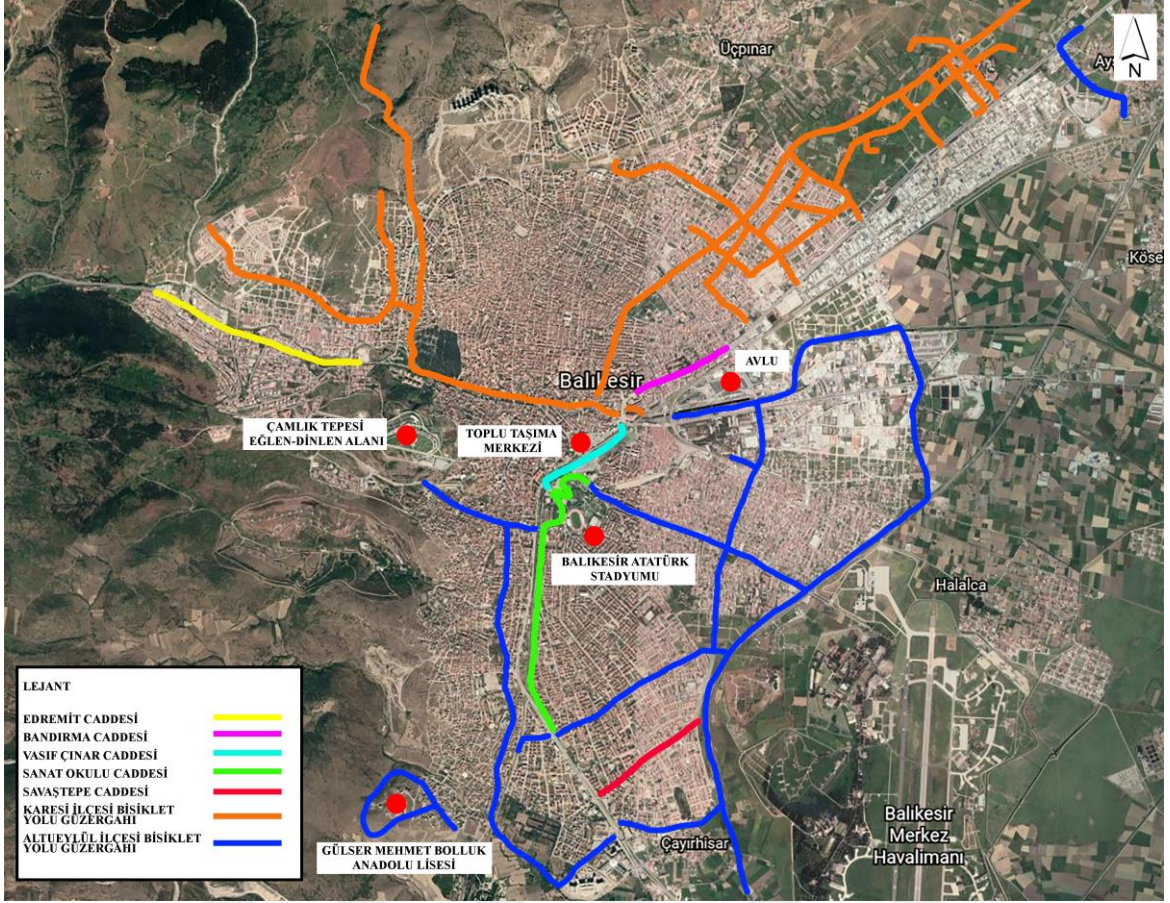 Üçpınar
Ay
N
Köse
AVLU
Balıkesir
ÇAMLIK TEPESİ
EĞLEN-DİNLEN ALANI
TOPLU TAŞIMA
MERKEZİ
BALIKESİR ATATÜRK
STADYUMU
Halalca
LEJANT
EDREMİT CADDESİ
BANDIRMA CADDESİ
VASIF ÇINAR CADDESİ
SANAT OKULU CADDESİ
SAVAŞTEPE CADDESİ
KARESİ İLÇESİ BİSİKLET
YOLU GÜZERGAHI
ALTUEYLÜL İLÇESİ BİSİKLET
YOLU GÜZERGAHI
GÜLSER MEHMET BOLLUK
ANADOLU LİSESİ
Çayırhisar
Balıkesir
Merkez
Havalimanı